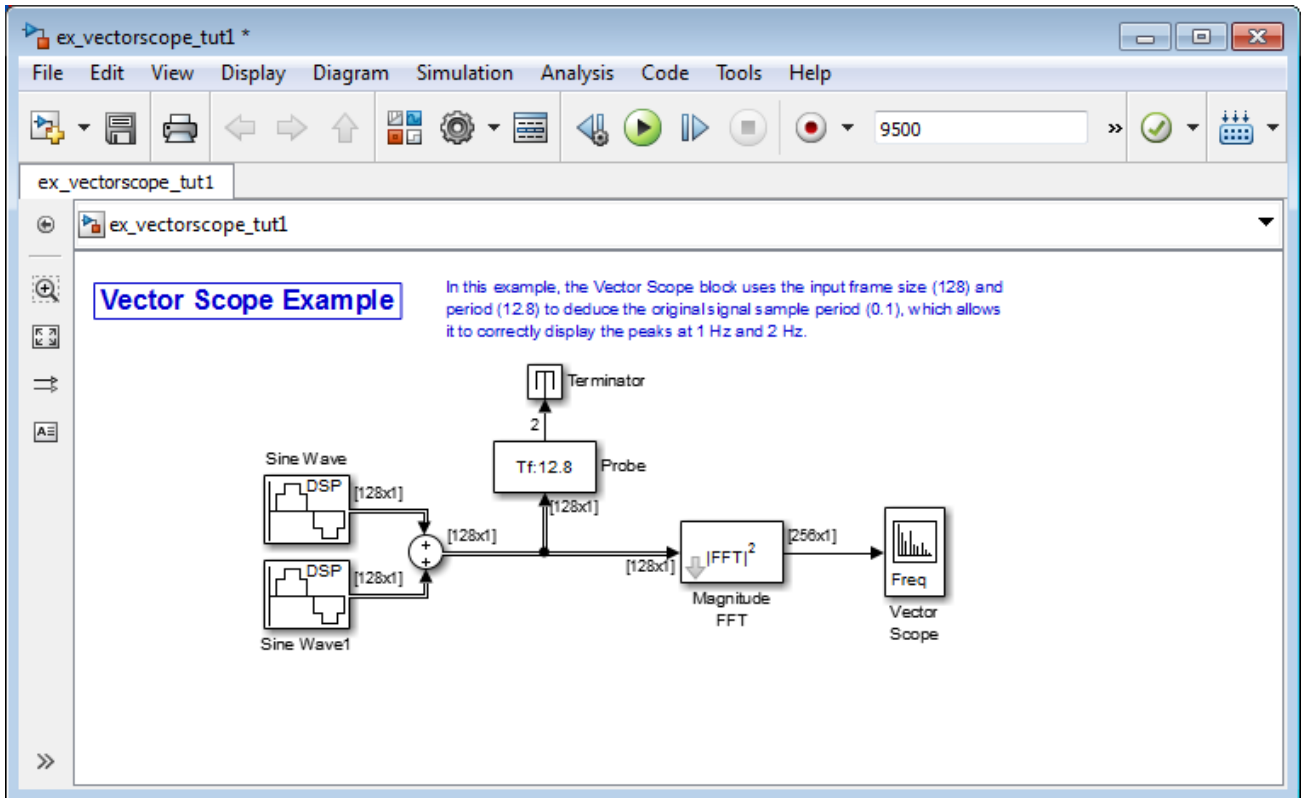 ex_vectorscope_tut1 *
File Edit View Display Diagram Simulation Analysis Code Tools Help
9500
»
ex_vectorscope_tut1
ex_vectorscope_tut1
Vector Scope Example
In this example, the Vector Scope block uses the input frame size (128) and
period (12.8) to deduce the original signal sample period (0.1), which allows
it to correctly display the peaks at 1 Hz and 2 Hz.
Terminator
2
Tf:12.8
Probe
[128x1]
Sine Wave
DSP
[128x1]
[128x1]
+
+
DSP
[128x1]
Sine Wave1
[128x1]
|FFT|2
Magnitude
FFT
[256x1]
Freq
Vector
Scope